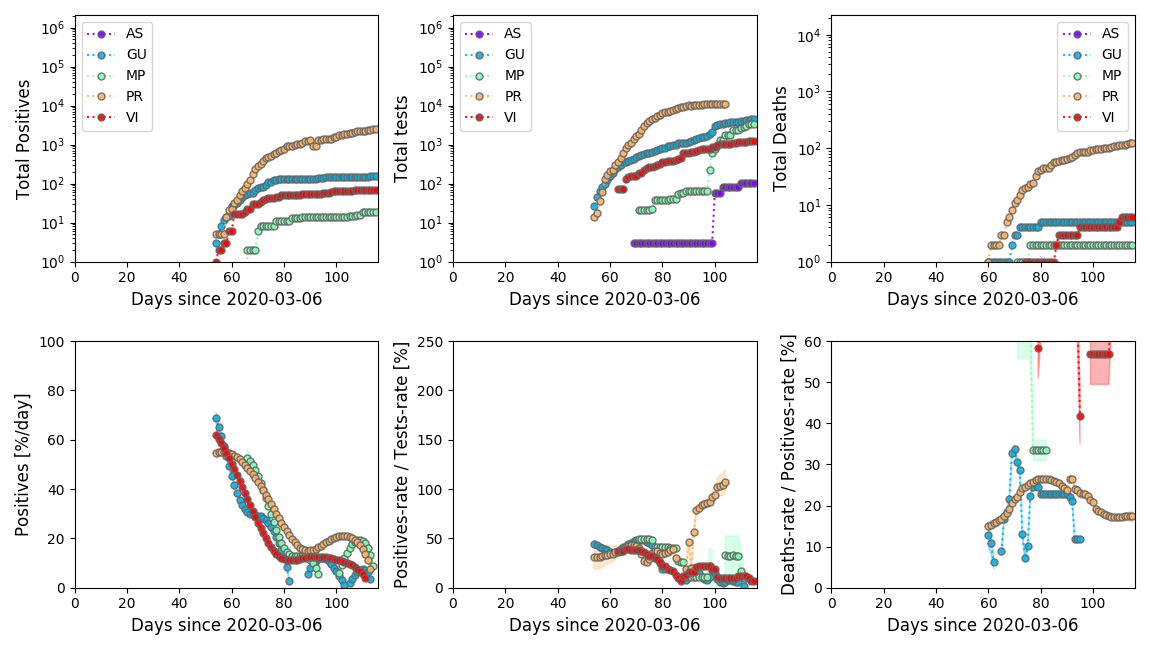 Total Positives
10⁶
10⁵
10⁴
10³
10²
10¹
10⁰
AS
GU
MP
PR
VI
0 20 40 60 80 100
Days since 2020-03-06
Total tests
10⁶
10⁵
10⁴
10³
10²
10¹
10⁰
AS
GU
MP
PR
VI
0 20 40 60 80 100
Days since 2020-03-06
Total Deaths
10⁴
10³
10²
10¹
10⁰
AS
GU
MP
PR
VI
0 20 40 60 80 100
Days since 2020-03-06
Positives [%/day]
100
80
60
40
20
0
0 20 40 60 80 100
Days since 2020-03-06
Positives-rate / Tests-rate [%]
250
200
150
100
50
0
0 20 40 60 80 100
Days since 2020-03-06
Deaths-rate / Positives-rate [%]
60
50
40
30
20
10
0
0 20 40 60 80 100
Days since 2020-03-06